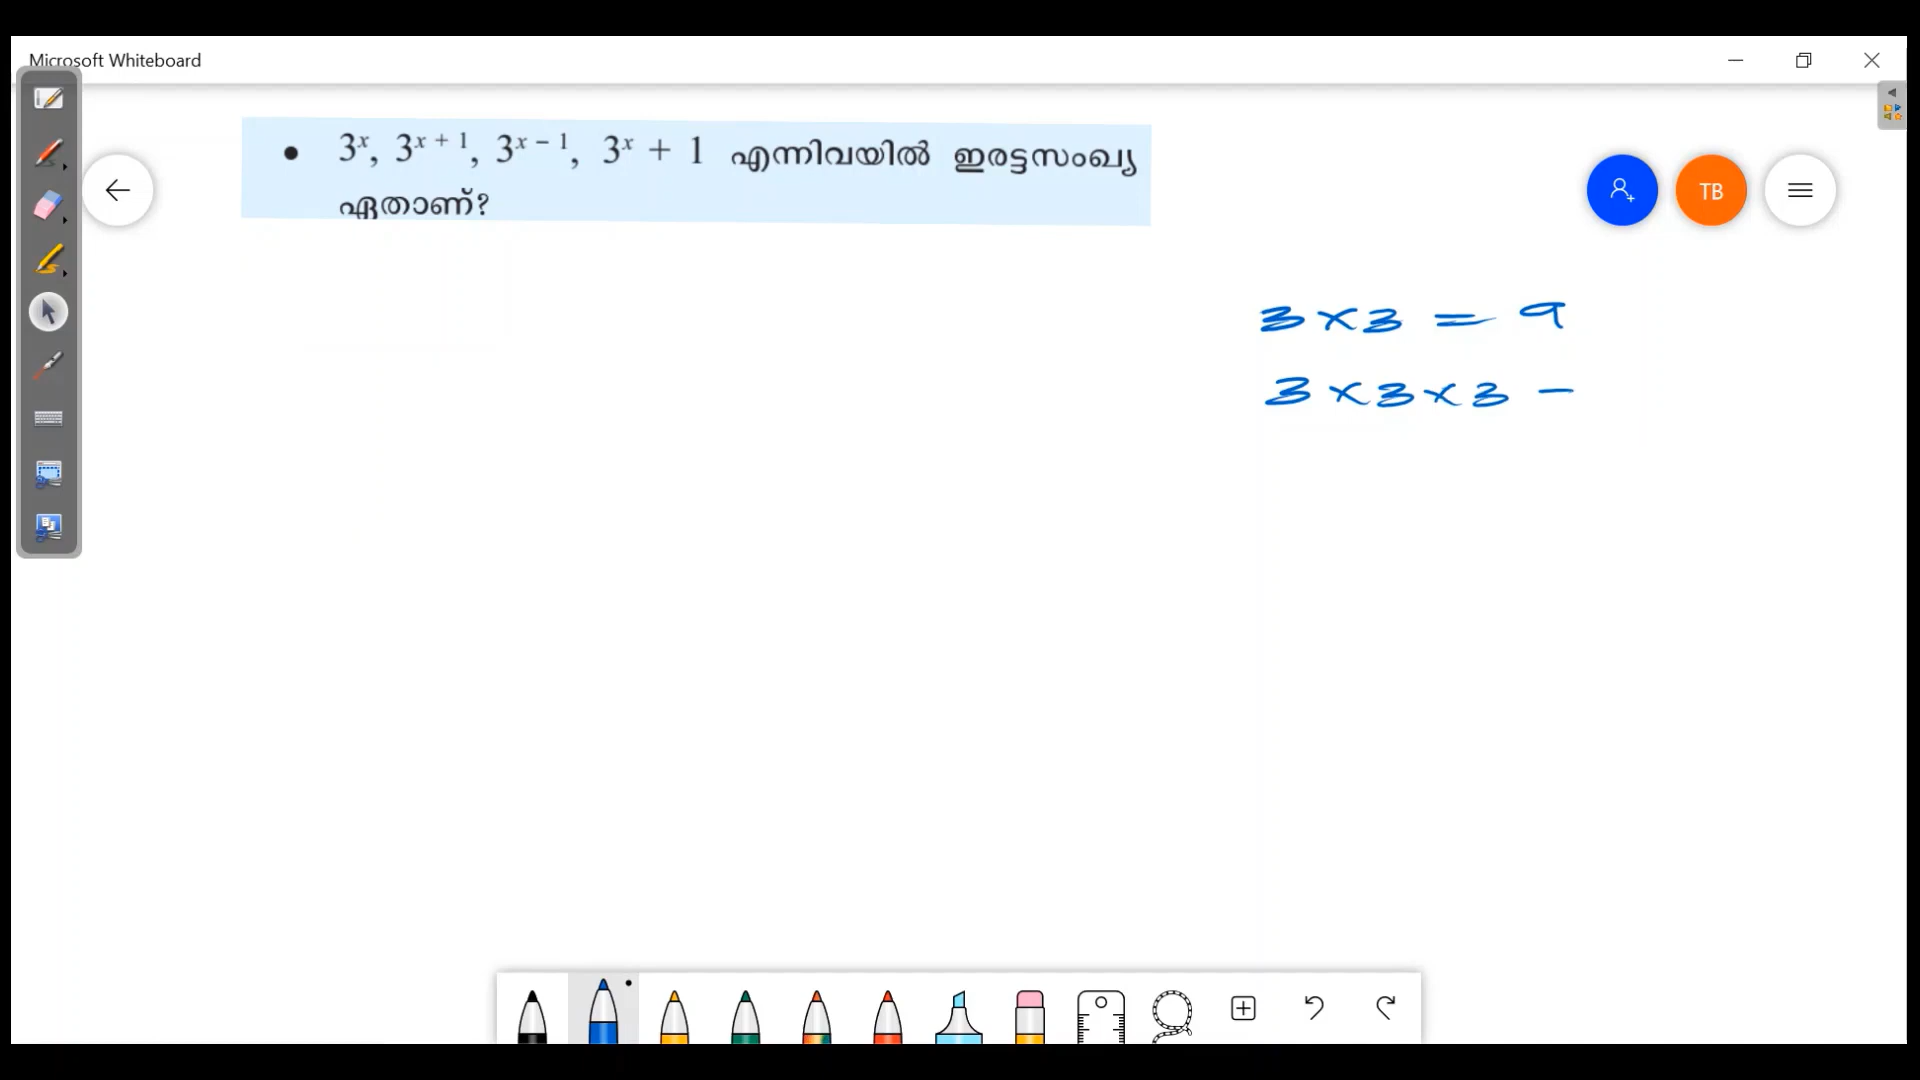 Microsoft Whiteboard
• 3ˣ, 3ˣ⁺¹, 3ˣ⁻¹, 3ˣ + 1 എന്നിവയിൽ ഇരട്ടസംഖ്യ
ഏതാണ്?
TB
3 × 3 = 9
3 × 3 × 3 –